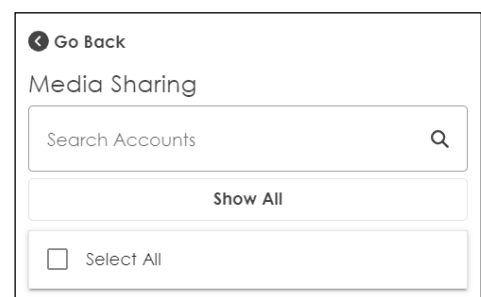 Go Back
Media Sharing
Search Accounts
Show All
Select All